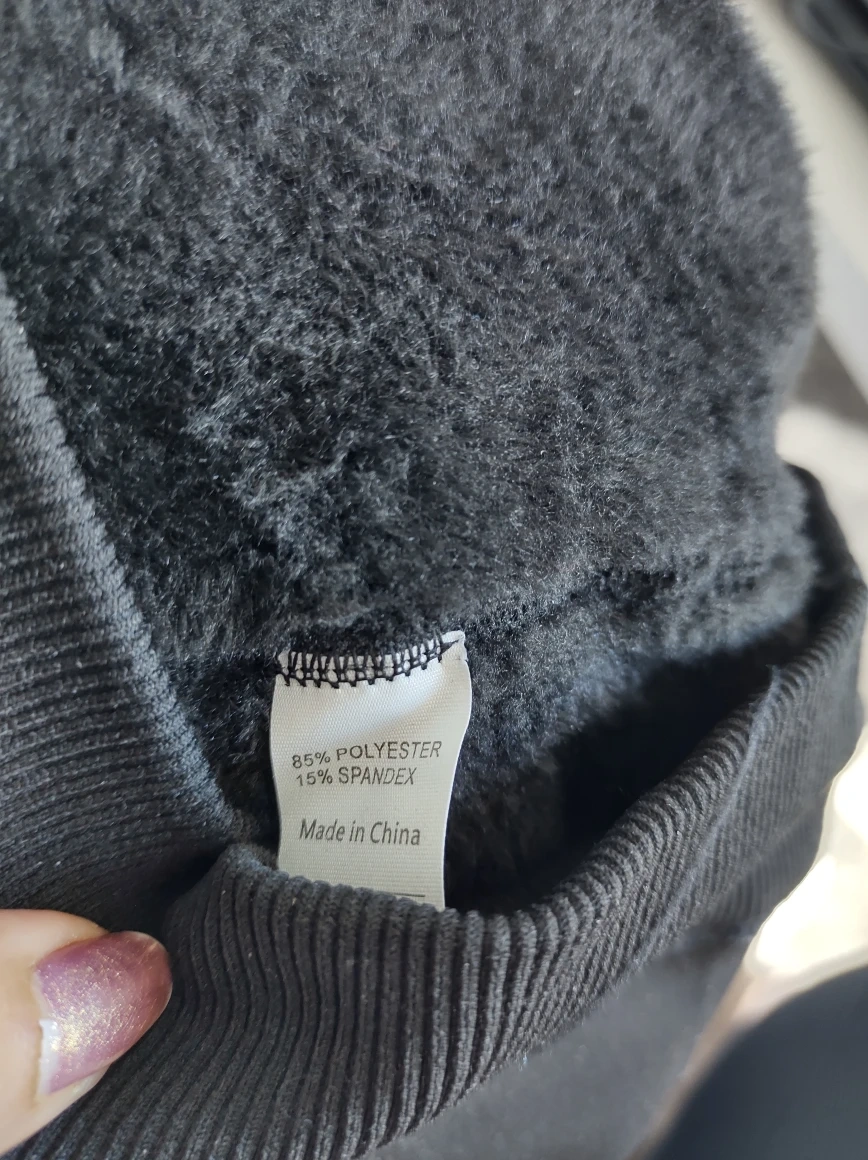 85% POLYESTER
15% SPANDEX
Made in China